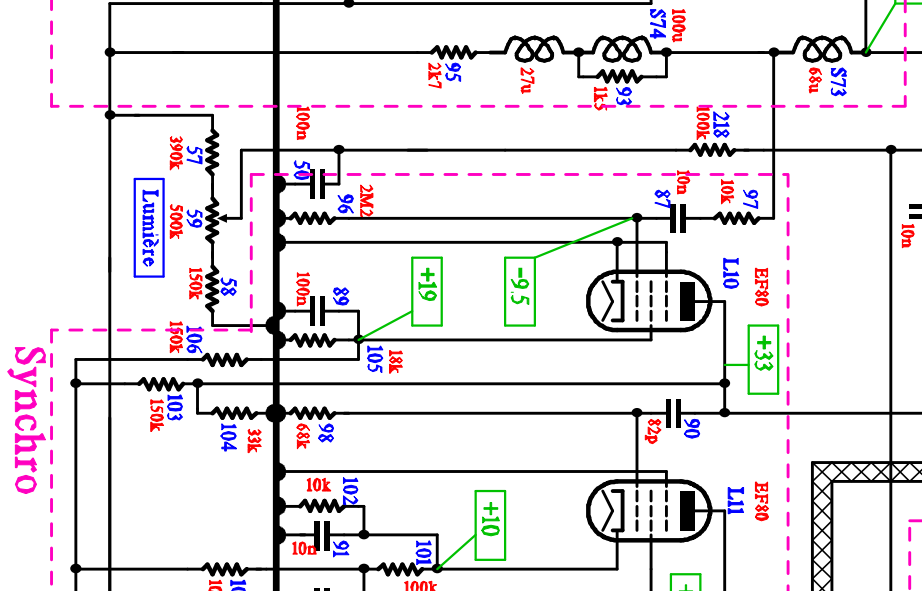 S74
100u
95
2k7
27u
93
1k5
S73
68u
100n
218
100k
57
390k
50
96
2M2
87
10n
97
10k
59
500k
Lumière
10n
58
150k
89
100n
+19
-9.5
L10
EF80
106
150k
105
18k
+33
Synchro
103
150k
104
33k
98
68k
90
82p
102
10k
+10
L11
EF80
91
10n
101
100k